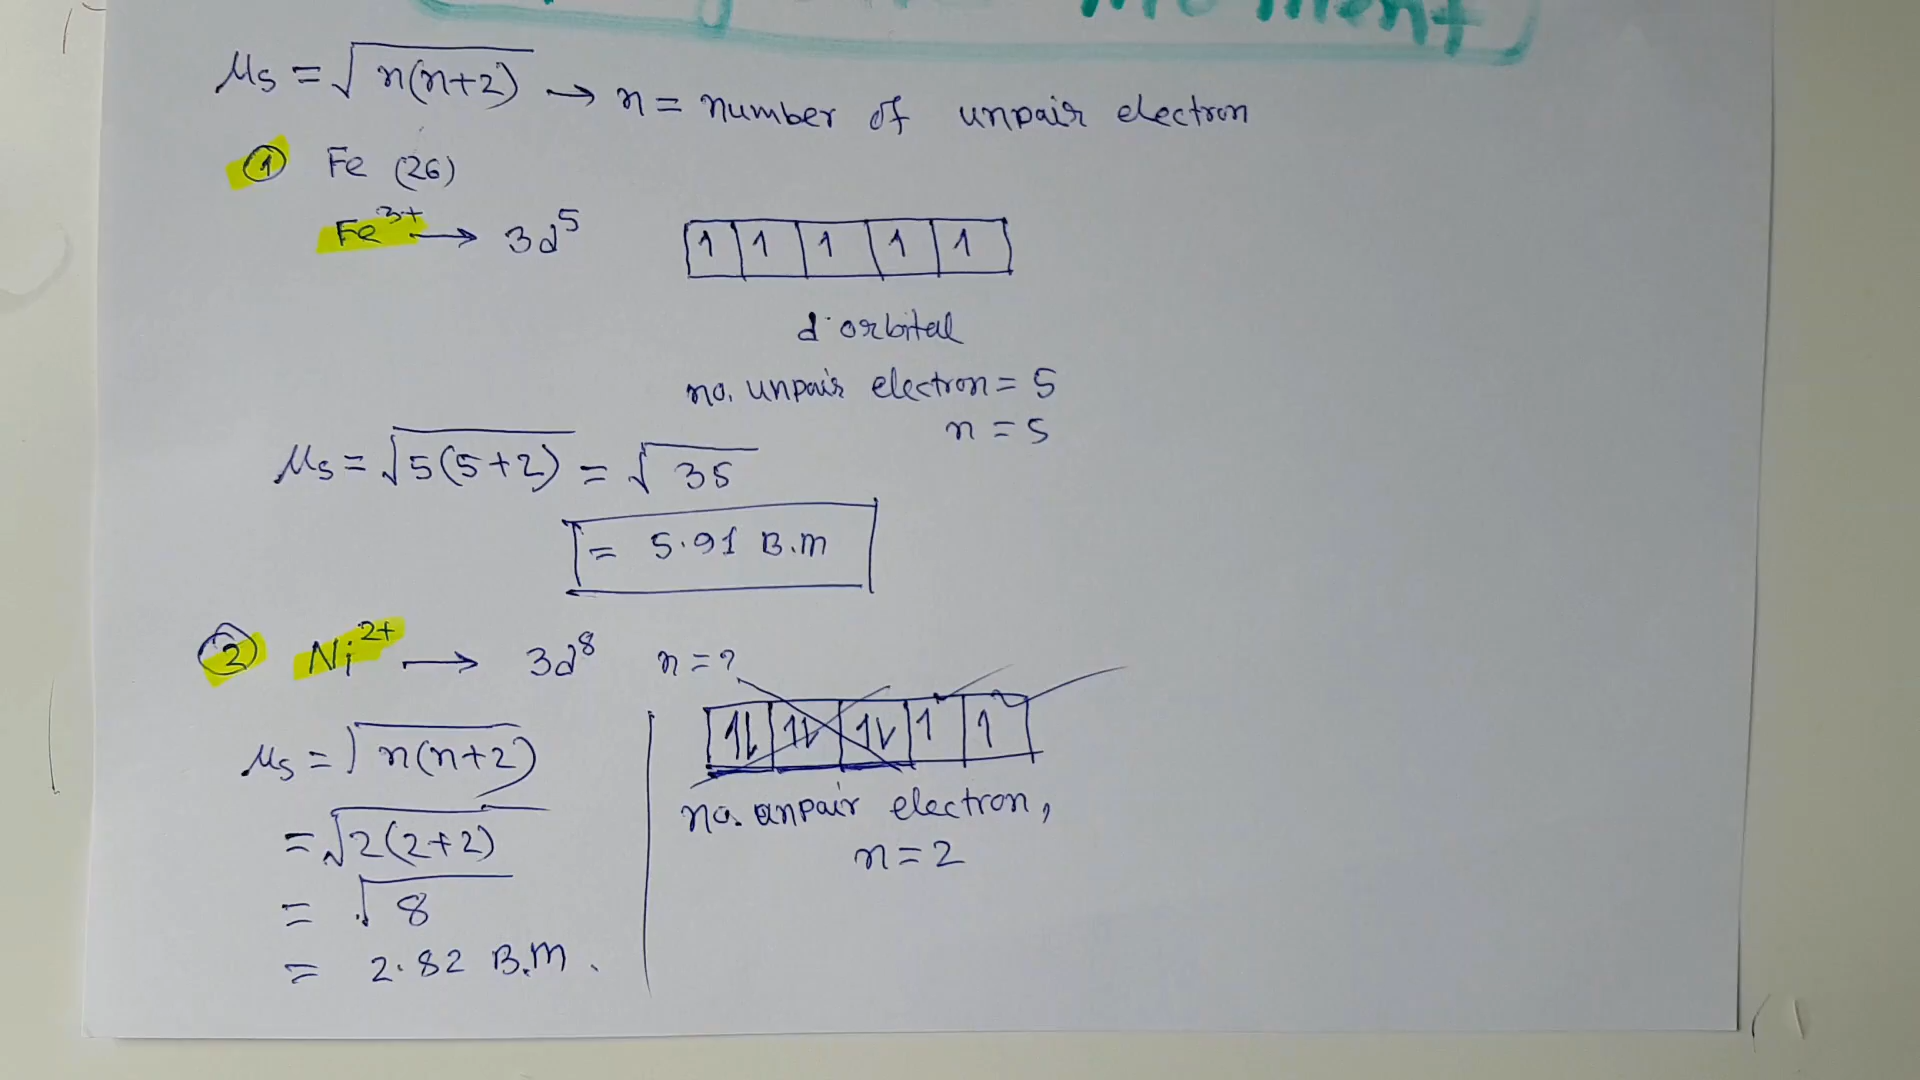 Moment
μs = √n(n+2) → n = number of unpair electron
① Fe (26)
Fe³⁺ → 3d⁵
1 1 1 1 1
d orbital
no. unpair electron = 5
n = 5
μs = √5(5+2) = √35
= 5.91 B.M
② Ni²⁺ → 3d⁸ n = ?
1⇂ 1⇂ 1⇂ 1 1
no. unpair electron,
n = 2
μs = √n(n+2)
= √2(2+2)
= √8
= 2.82 B.M.